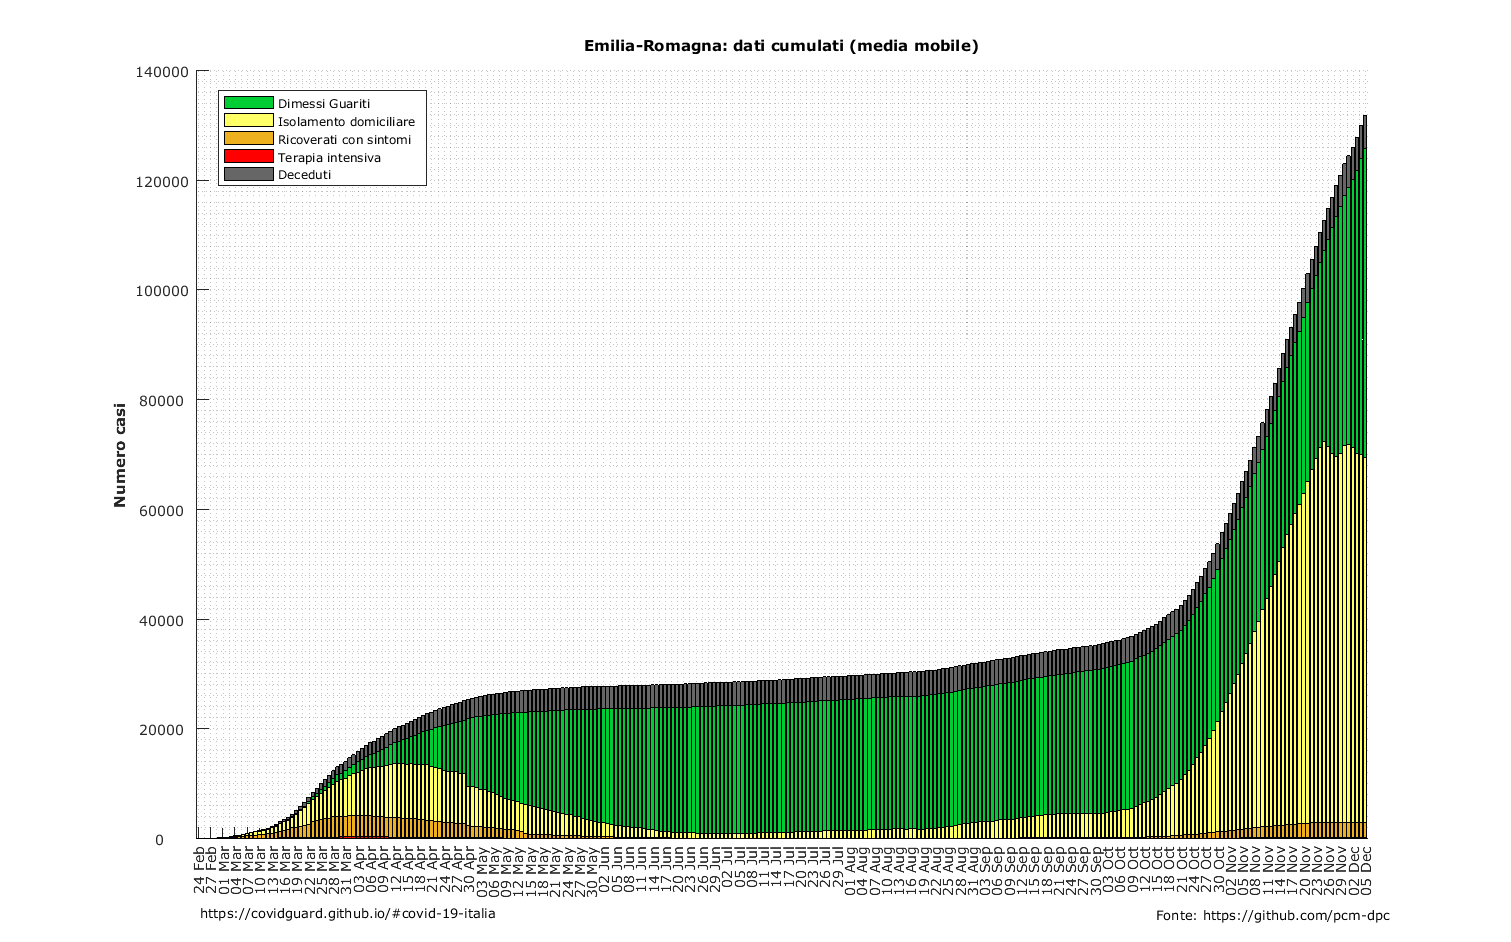 Emilia-Romagna: dati cumulati (media mobile)
140000
120000
100000
80000
60000
40000
20000
0
Numero casi
Dimessi Guariti
Isolamento domiciliare
Ricoverati con sintomi
Terapia intensiva
Deceduti
24 Feb
27 Feb
01 Mar
04 Mar
07 Mar
10 Mar
13 Mar
16 Mar
19 Mar
22 Mar
25 Mar
28 Mar
31 Mar
03 Apr
06 Apr
09 Apr
12 Apr
15 Apr
18 Apr
21 Apr
24 Apr
27 Apr
30 Apr
03 May
06 May
09 May
12 May
15 May
18 May
21 May
24 May
27 May
30 May
02 Jun
05 Jun
08 Jun
11 Jun
14 Jun
17 Jun
20 Jun
23 Jun
26 Jun
29 Jun
02 Jul
05 Jul
08 Jul
11 Jul
14 Jul
17 Jul
20 Jul
23 Jul
26 Jul
29 Jul
01 Aug
04 Aug
07 Aug
10 Aug
13 Aug
16 Aug
19 Aug
22 Aug
25 Aug
28 Aug
31 Aug
03 Sep
06 Sep
09 Sep
12 Sep
15 Sep
18 Sep
21 Sep
24 Sep
27 Sep
30 Sep
03 Oct
06 Oct
09 Oct
12 Oct
15 Oct
18 Oct
21 Oct
24 Oct
27 Oct
30 Oct
02 Nov
05 Nov
08 Nov
11 Nov
14 Nov
17 Nov
20 Nov
23 Nov
26 Nov
29 Nov
02 Dec
05 Dec
https://covidguard.github.io/#covid-19-italia
Fonte: https://github.com/pcm-dpc